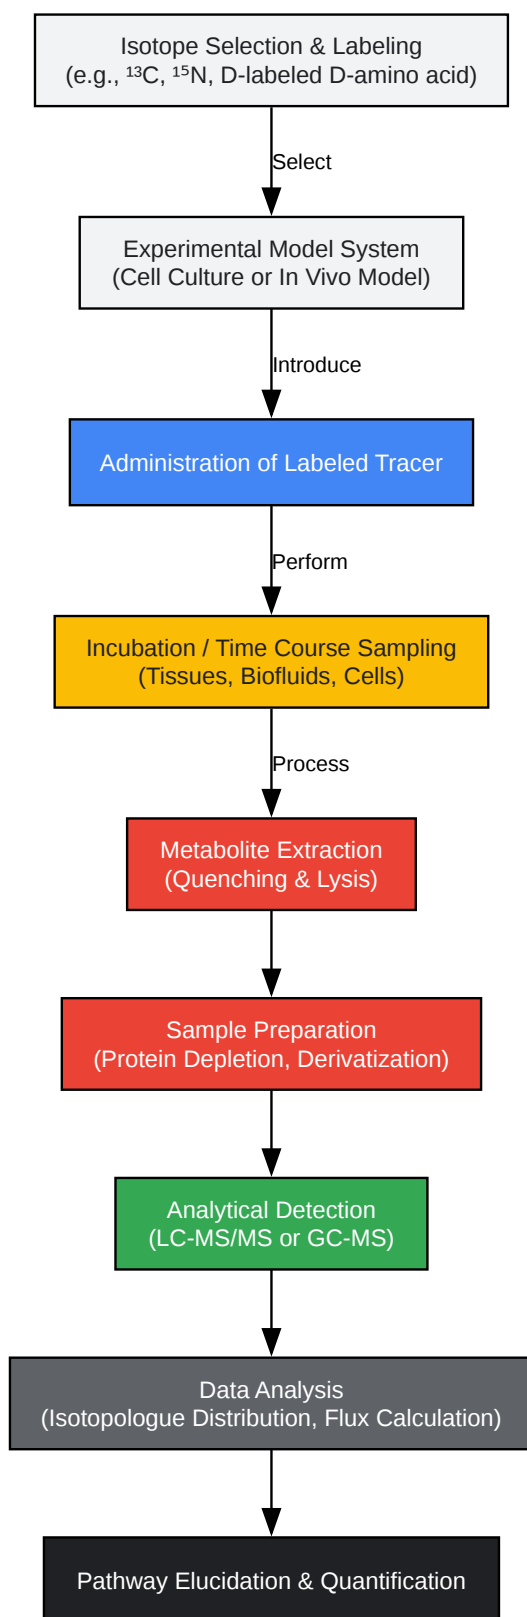 Isotope Selection & Labeling
(e.g., ¹³C, ¹⁵N, D-labeled D-amino acid)
Select
Experimental Model System
(Cell Culture or In Vivo Model)
Introduce
Administration of Labeled Tracer
Perform
Incubation / Time Course Sampling
(Tissues, Biofluids, Cells)
Process
Metabolite Extraction
(Quenching & Lysis)
Sample Preparation
(Protein Depletion, Derivatization)
Analytical Detection
(LC-MS/MS or GC-MS)
Data Analysis
(Isotopologue Distribution, Flux Calculation)
Pathway Elucidation & Quantification